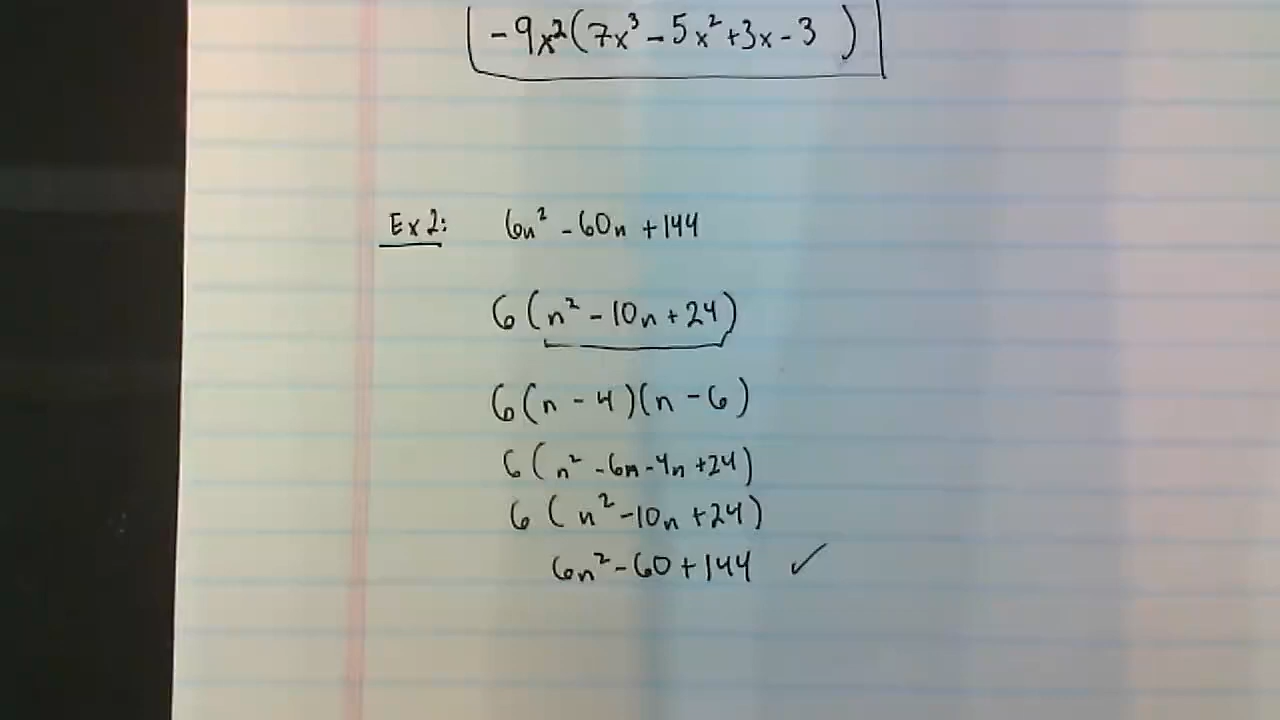 -9x²(7x³-5x²+3x-3)
Ex 2: 6n²-60n+144
6(n²-10n+24)
6(n-4)(n-6)
6(n²-6n-4n+24)
6(n²-10n+24)
6n²-60+144 ✓